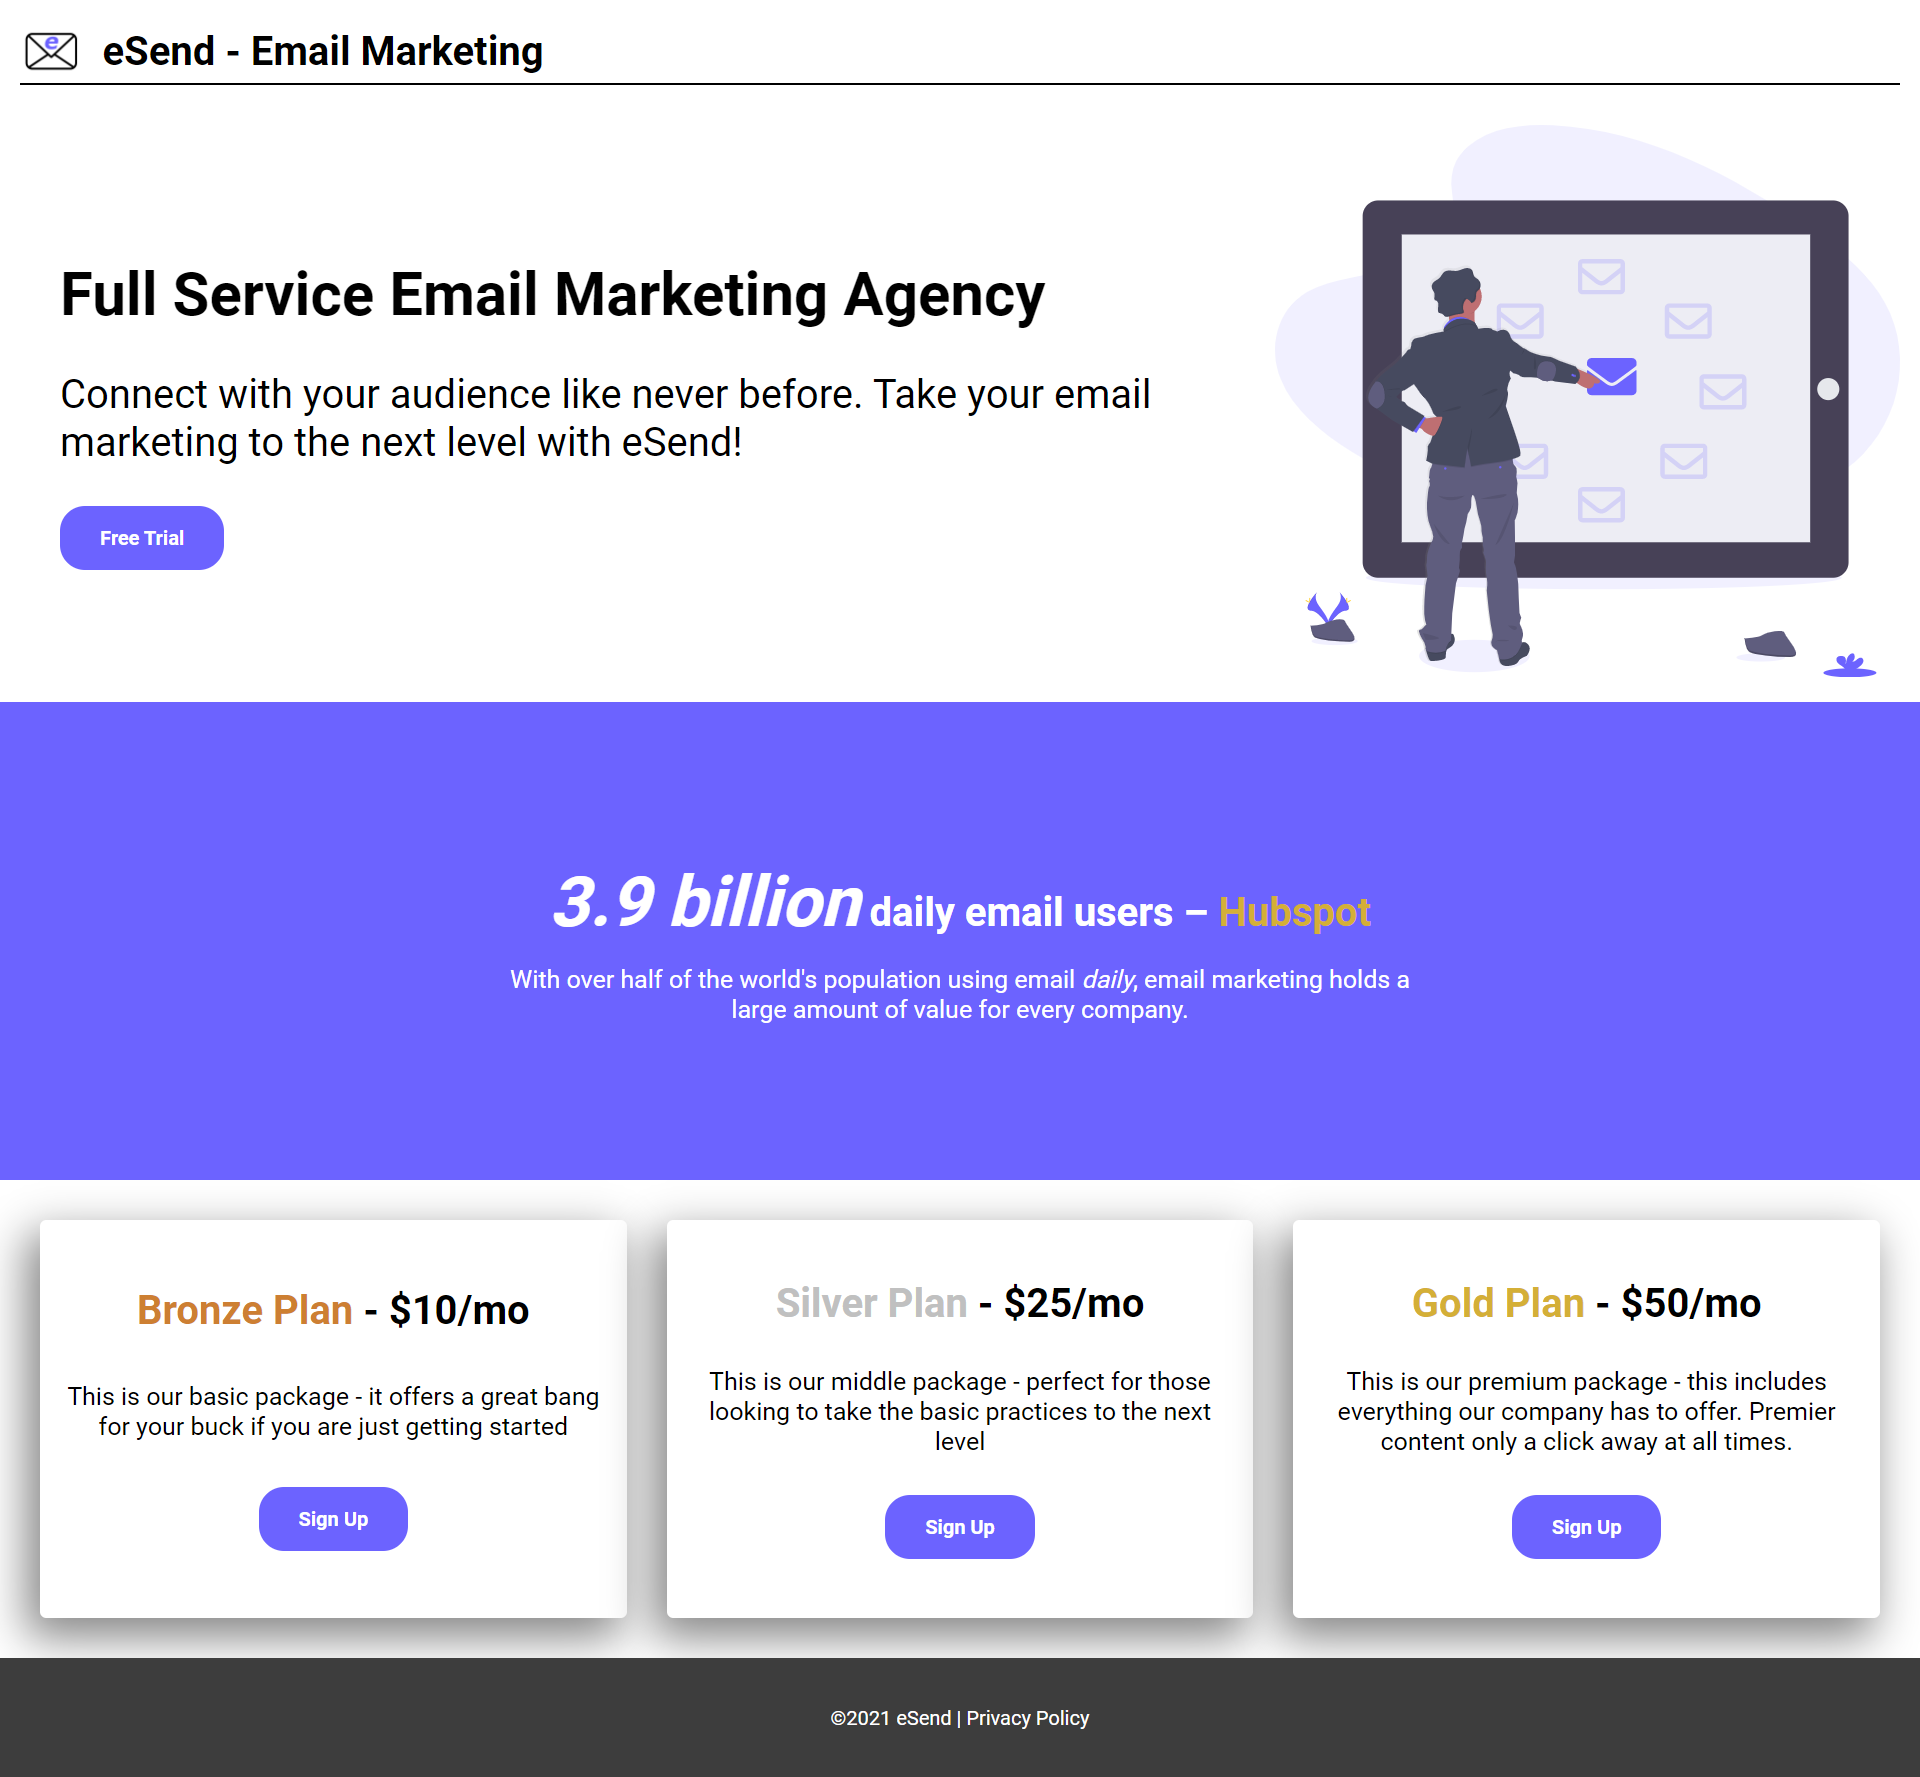 e
eSend - Email Marketing
Full Service Email Marketing Agency
Connect with your audience like never before. Take your email
marketing to the next level with eSend!
Free Trial
3.9 billion daily email users – Hubspot
With over half of the world's population using email daily, email marketing holds a
large amount of value for every company.
Bronze Plan - $10/mo
This is our basic package - it offers a great bang
for your buck if you are just getting started
Sign Up
Silver Plan - $25/mo
This is our middle package - perfect for those
looking to take the basic practices to the next
level
Sign Up
Gold Plan - $50/mo
This is our premium package - this includes
everything our company has to offer. Premier
content only a click away at all times.
Sign Up
©2021 eSend | Privacy Policy